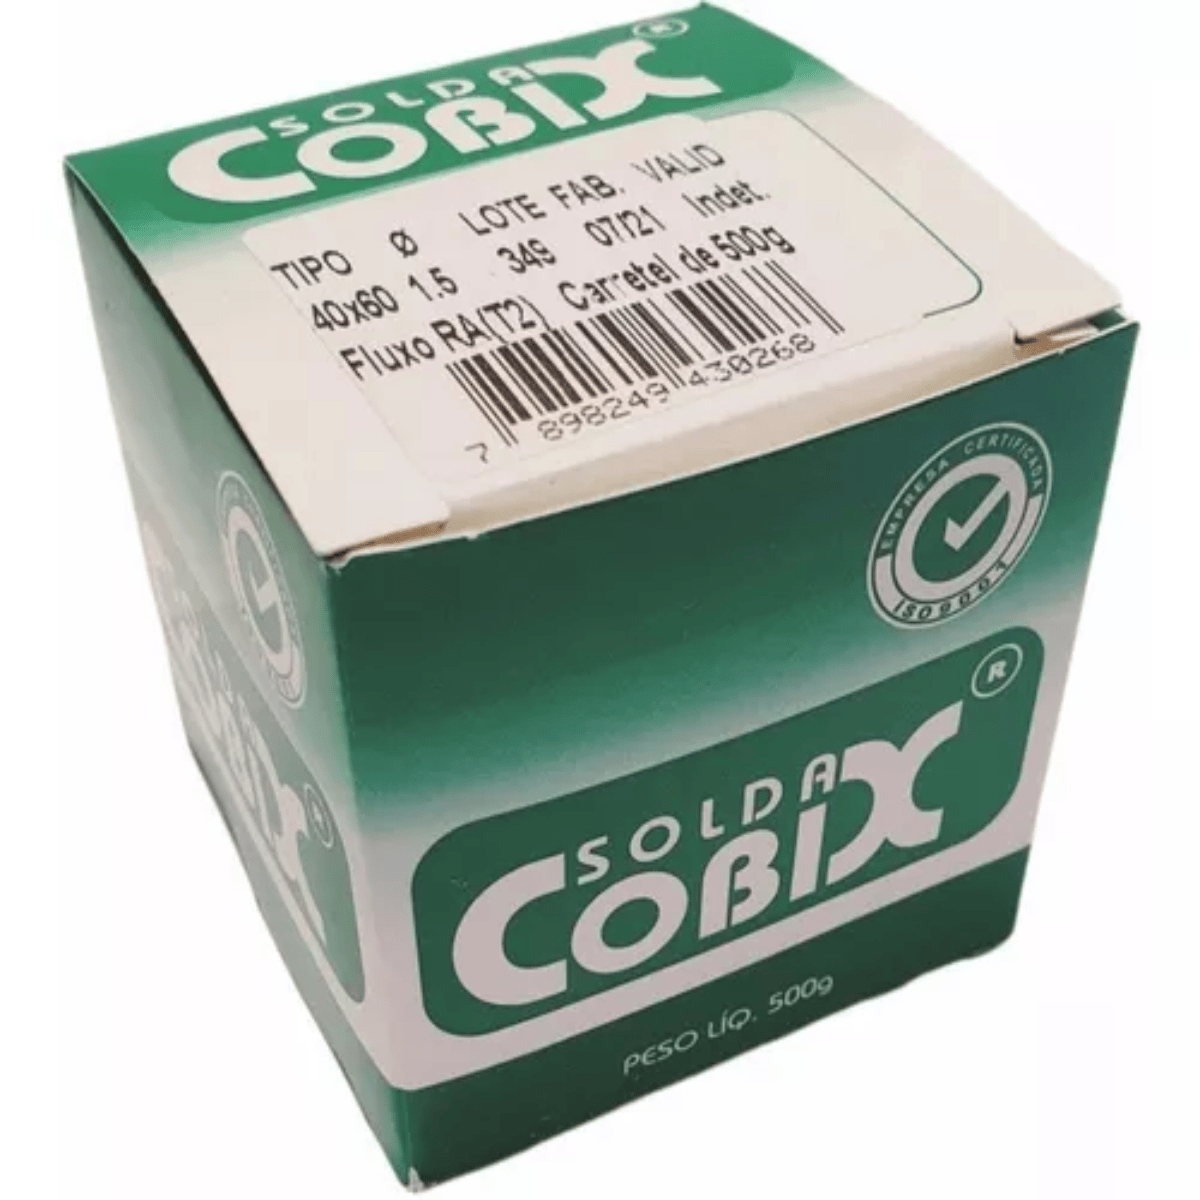 SOLDA
COBIX®
TIPO Ø LOTE FAB. VALID
40x60 1.5 349 07/21 Indet.
Fluxo RA(T2) Carretel de 500g
7 898249 430268
EMPRESA CERTIFICADA
ISO9001
SOLDA
COBIX®
PESO LÍQ. 500g